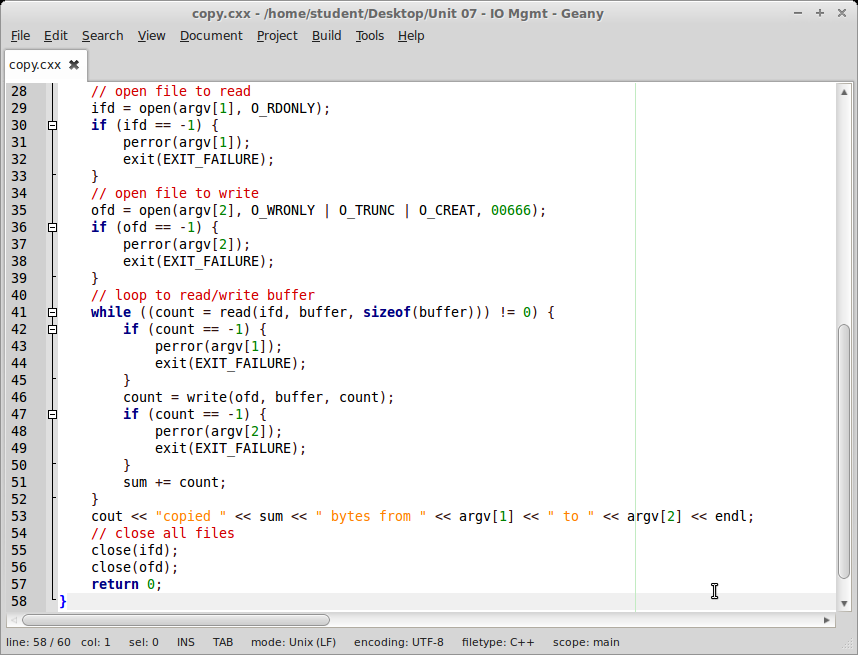 copy.cxx - /home/student/Desktop/Unit 07 - IO Mgmt - Geany
File Edit Search View Document Project Build Tools Help
copy.cxx
28 // open file to read
29 ifd = open(argv[1], O_RDONLY);
30 if (ifd == -1) {
31 perror(argv[1]);
32 exit(EXIT_FAILURE);
33 }
34 // open file to write
35 ofd = open(argv[2], O_WRONLY | O_TRUNC | O_CREAT, 00666);
36 if (ofd == -1) {
37 perror(argv[2]);
38 exit(EXIT_FAILURE);
39 }
40 // loop to read/write buffer
41 while ((count = read(ifd, buffer, sizeof(buffer))) != 0) {
42 if (count == -1) {
43 perror(argv[1]);
44 exit(EXIT_FAILURE);
45 }
46 count = write(ofd, buffer, count);
47 if (count == -1) {
48 perror(argv[2]);
49 exit(EXIT_FAILURE);
50 }
51 sum += count;
52 }
53 cout << "copied " << sum << " bytes from " << argv[1] << " to " << argv[2] << endl;
54 // close all files
55 close(ifd);
56 close(ofd);
57 return 0;
58 }
line: 58 / 60 col: 1 sel: 0 INS TAB mode: Unix (LF) encoding: UTF-8 filetype: C++ scope: main